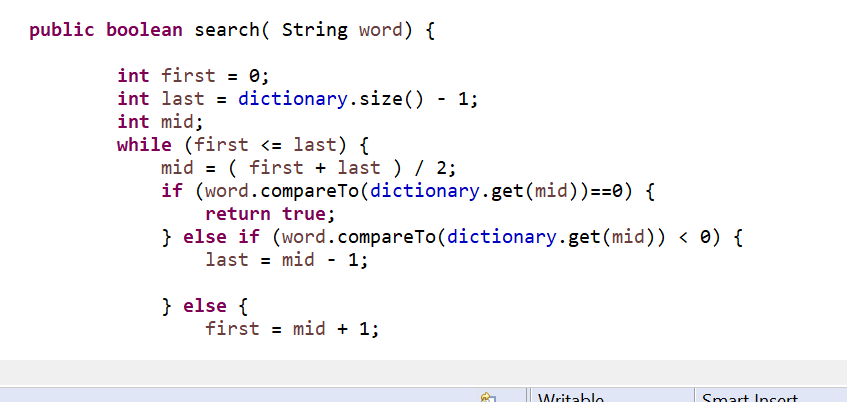 public boolean search( String word) {
int first = 0;
int last = dictionary.size() - 1;
int mid;
while (first <= last) {
mid = ( first + last ) / 2;
if (word.compareTo(dictionary.get(mid))==0) {
return true;
} else if (word.compareTo(dictionary.get(mid)) < 0) {
last = mid - 1;
} else {
first = mid + 1;
Writable
Smart Insert